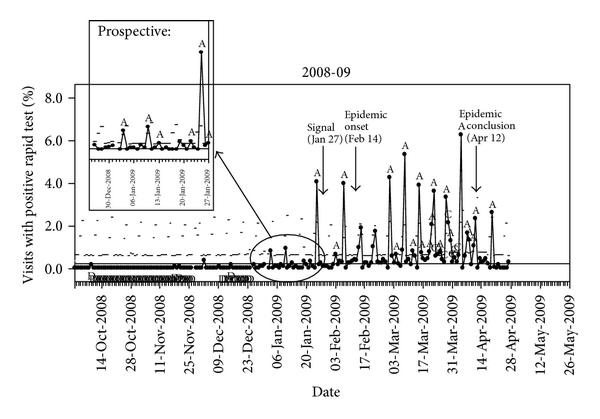 Prospective:
A
A A A A A
30-Dec-2008
06-Jan-2009
13-Jan-2009
20-Jan-2009
27-Jan-2009
2008-09
Visits with positive rapid test (%)
8.0
6.0
4.0
2.0
0.0
Signal
(Jan 27)
Epidemic
onset
(Feb 14)
Epidemic
conclusion
(Apr 12)
A A A A A A A A A A
14-Oct-2008
28-Oct-2008
11-Nov-2008
25-Nov-2008
09-Dec-2008
23-Dec-2008
06-Jan-2009
20-Jan-2009
03-Feb-2009
17-Feb-2009
03-Mar-2009
17-Mar-2009
31-Mar-2009
14-Apr-2009
28-Apr-2009
12-May-2009
26-May-2009
Date